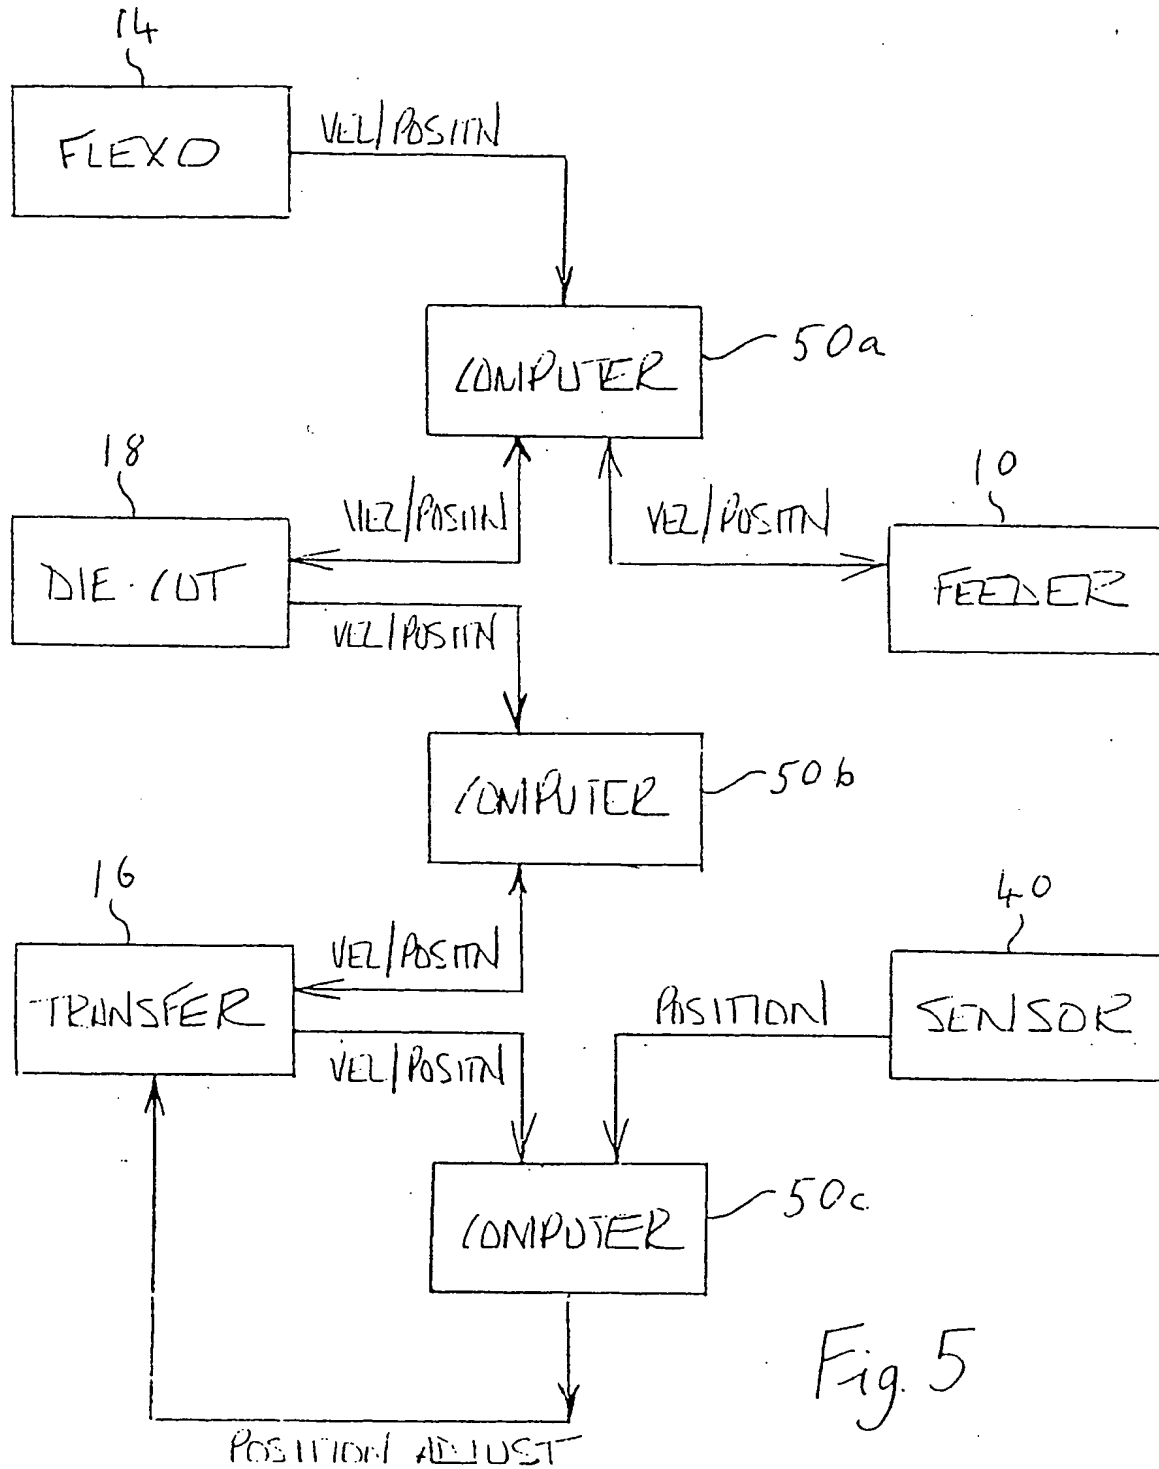 14
FLEXO
VEL/POSITN
COMPUTER
50a
18
VEL/POSITN
VEL/POSITN
10
DIE-CUT
FEEDER
VEL/POSITN
COMPUTER
50b
16
40
VEL/POSITN
TRANSFER
POSITION
SENSOR
VEL/POSITN
COMPUTER
50c
Fig. 5
POSITION ADJUST